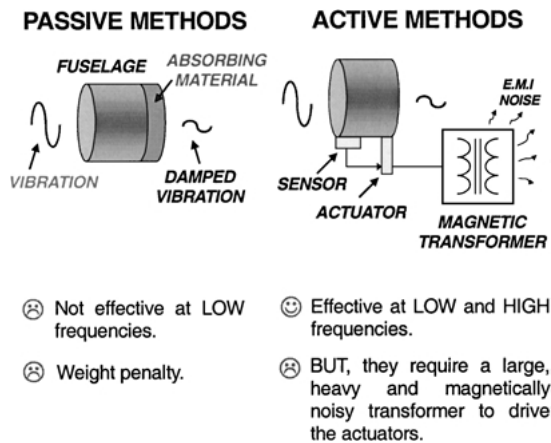 PASSIVE METHODS
FUSELAGE
ABSORBING
MATERIAL
VIBRATION
DAMPED
VIBRATION
☹ Not effective at LOW
frequencies.
☹ Weight penalty.
ACTIVE METHODS
E.M.I
NOISE
SENSOR
ACTUATOR
MAGNETIC
TRANSFORMER
☺ Effective at LOW and HIGH
frequencies.
☹ BUT, they require a large,
heavy and magnetically
noisy transformer to drive
the actuators.